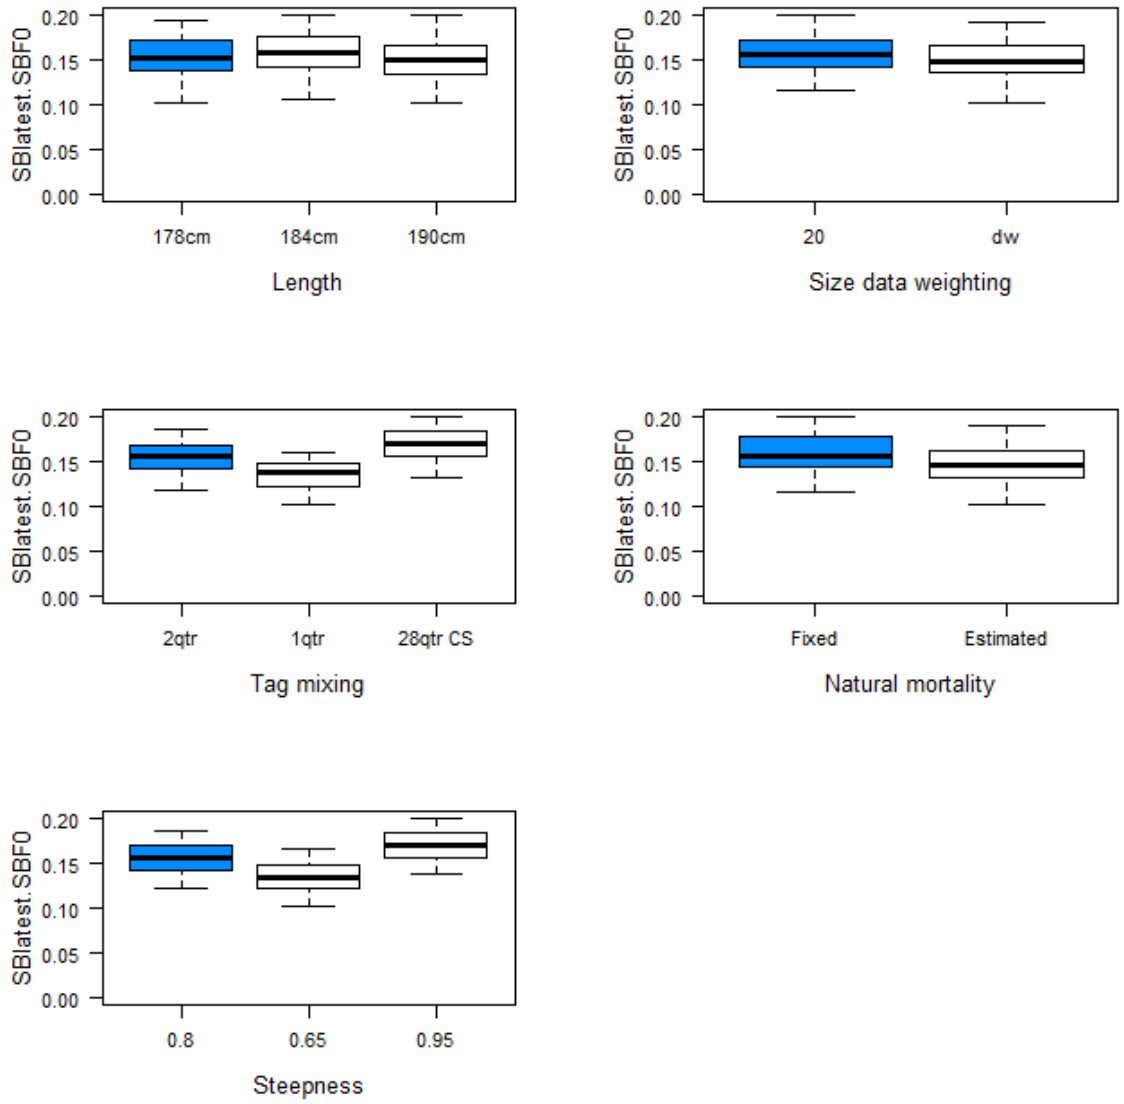 SBlatest.SBF0
0.20
0.15
0.10
0.05
0.00
178cm 184cm 190cm
Length
SBlatest.SBF0
0.20
0.15
0.10
0.05
0.00
20 dw
Size data weighting
SBlatest.SBF0
0.20
0.15
0.10
0.05
0.00
2qtr 1qtr 28qtr CS
Tag mixing
SBlatest.SBF0
0.20
0.15
0.10
0.05
0.00
Fixed Estimated
Natural mortality
SBlatest.SBF0
0.20
0.15
0.10
0.05
0.00
0.8 0.65 0.95
Steepness